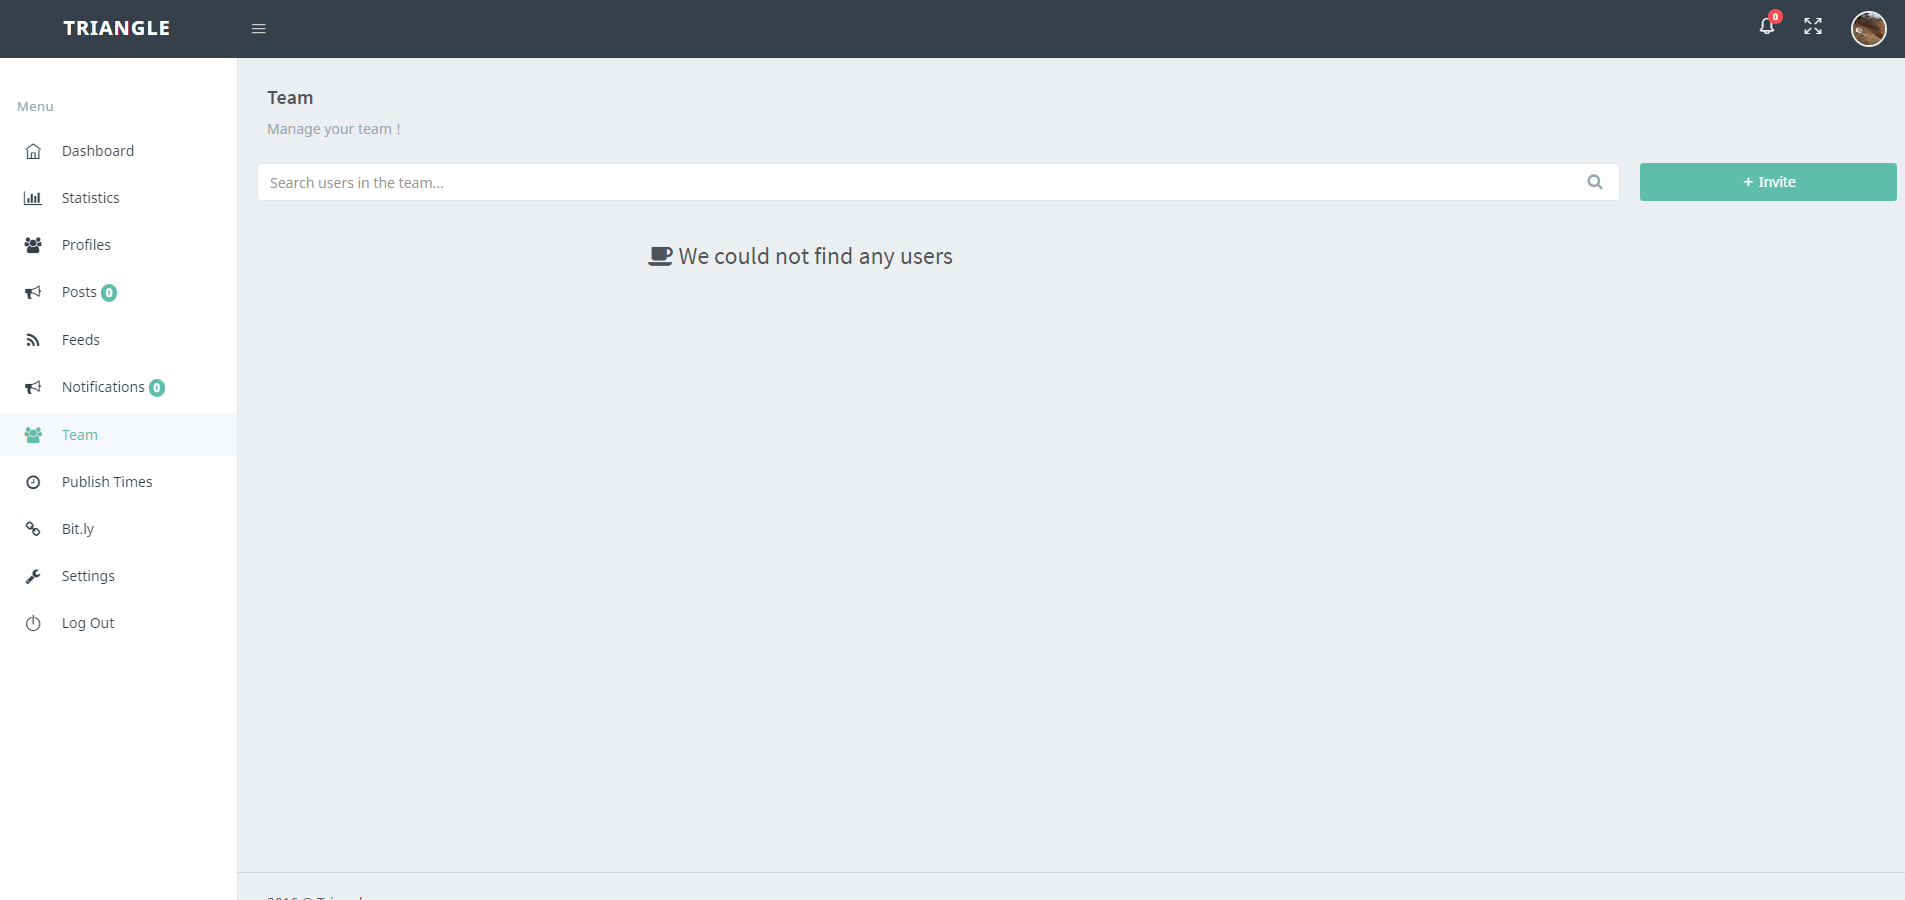 TRIANGLE
0
Menu
Dashboard
Statistics
Profiles
Posts 0
Feeds
Notifications 0
Team
Publish Times
Bit.ly
Settings
Log Out
Team
Manage your team !
Search users in the team...
+ Invite
We could not find any users